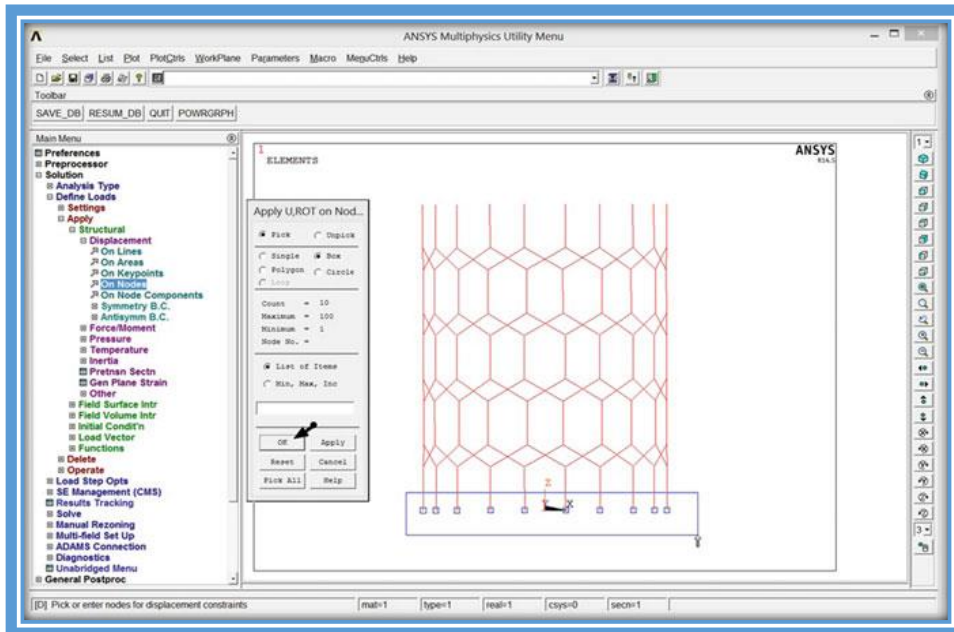 ANSYS Multiphysics Utility Menu
File Select List Plot PlotCtrls WorkPlane Parameters Macro MenuCtrls Help
Toolbar
SAVE_DB RESUM_DB QUIT POWRGRPH
Main Menu
Preferences
Preprocessor
Solution
Analysis Type
Define Loads
Settings
Apply
Structural
Displacement
On Lines
On Areas
On Keypoints
On Nodes
On Node Components
Symmetry B.C.
Antisymm B.C.
Force/Moment
Pressure
Temperature
Inertia
Pretnsn Sectn
Gen Plane Strain
Other
Field Surface Intr
Field Volume Intr
Initial Condit'n
Load Vector
Functions
Delete
Operate
Load Step Opts
SE Management (CMS)
Results Tracking
Solve
Manual Rezoning
Multi-field Set Up
ADAMS Connection
Diagnostics
Unabridged Menu
General Postproc
1
ELEMENTS
ANSYS
R14.5
Apply U,ROT on Nod...
Pick Unpick
Single Box
Polygon Circle
Loop
Count = 10
Maximum = 100
Minimum = 1
Node No. =
List of Items
Min, Max, Inc
OK Apply
Reset Cancel
Pick All Help
Z
Y X
1
3
[D] Pick or enter nodes for displacement constraints
mat=1 type=1 real=1 csys=0 secn=1